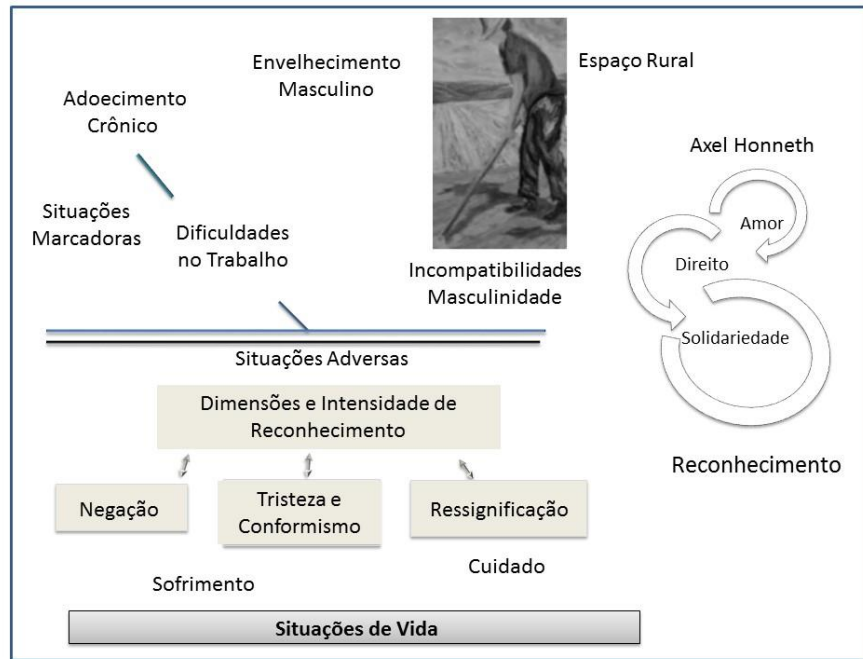 Envelhecimento
Masculino
Espaço Rural
Adoecimento
Crônico
Situações
Marcadoras
Dificuldades
no Trabalho
Incompatibilidades
Masculinidade
Axel Honneth
Amor
Direito
Solidariedade
Reconhecimento
Situações Adversas
Dimensões e Intensidade de
Reconhecimento
Negação
Tristeza e
Conformismo
Ressignificação
Sofrimento
Cuidado
Situações de Vida